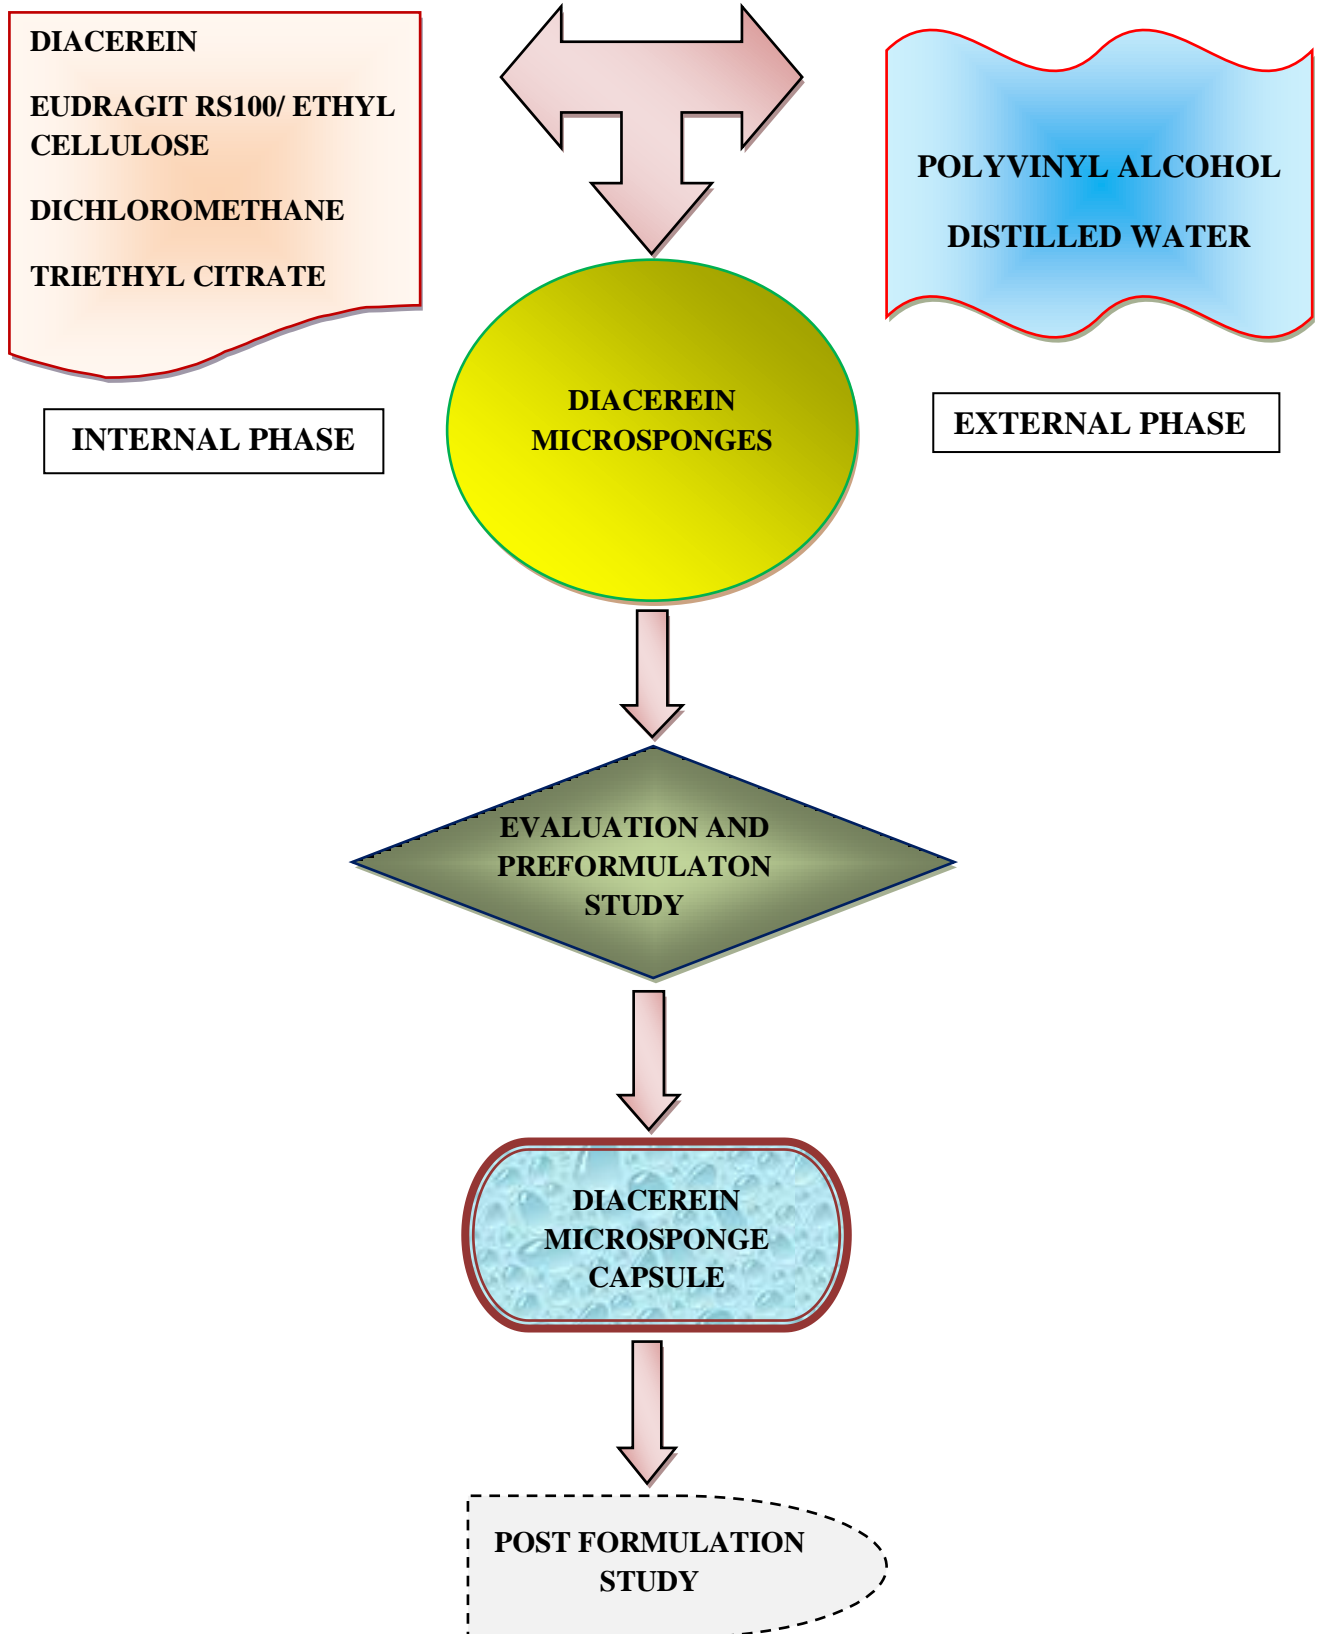 DIACEREIN
EUDRAGIT RS100/ ETHYL
CELLULOSE
DICHLOROMETHANE
TRIETHYL CITRATE
INTERNAL PHASE
POLYVINYL ALCOHOL
DISTILLED WATER
EXTERNAL PHASE
DIACEREIN
MICROSPONGES
EVALUATION AND
PREFORMULATON
STUDY
DIACEREIN
MICROSPONGE
CAPSULE
POST FORMULATION
STUDY